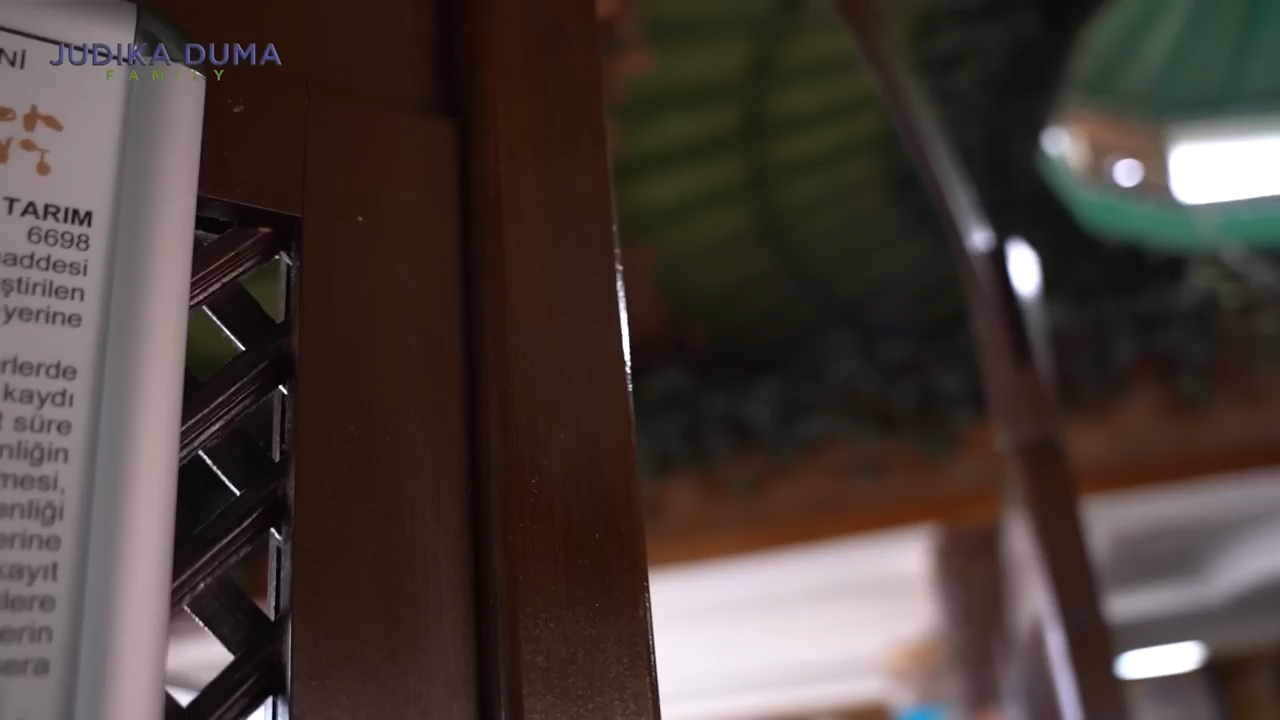 JUDIKA DUMA
FAMILY
Nİ
TARIM
6698
addesi
ştirilen
yerine
rlerde
kaydı
süre
nliğin
mesi,
enliği
erine
kayıt
ilere
erin
era